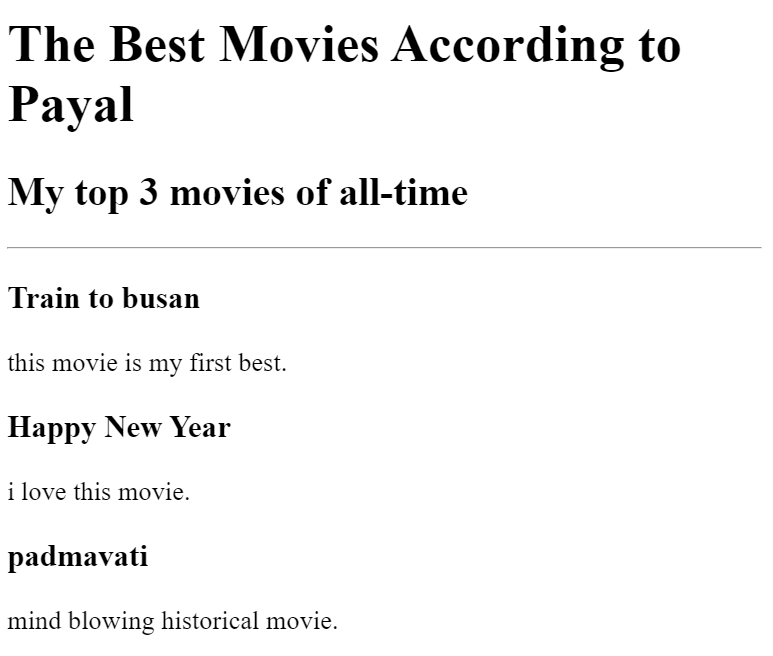 The Best Movies According to
Payal
My top 3 movies of all-time
Train to busan
this movie is my first best.
Happy New Year
i love this movie.
padmavati
mind blowing historical movie.